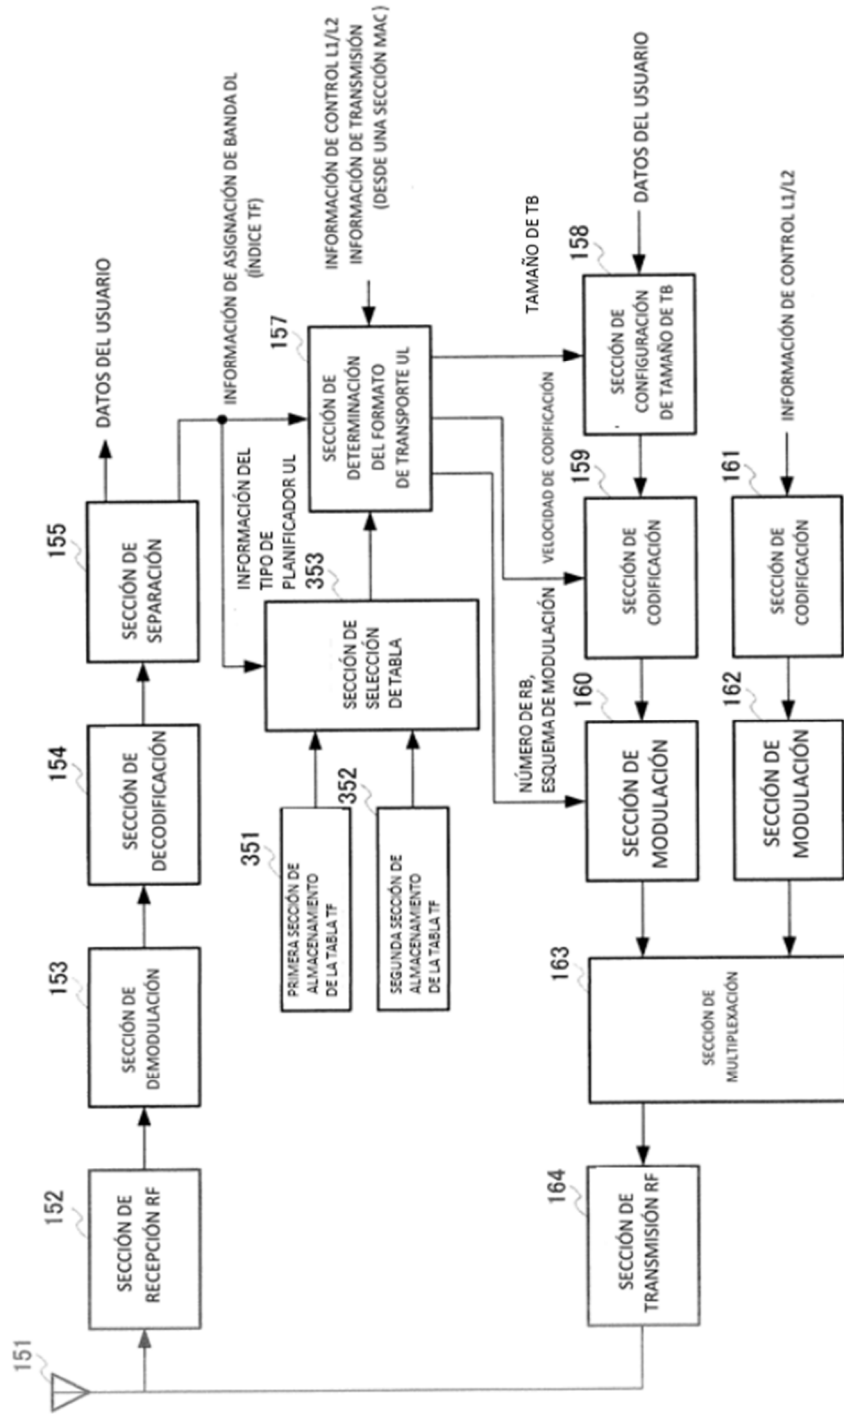 151
152
SECCIÓN DE
RECEPCIÓN RF
153
SECCIÓN DE
DEMODULACIÓN
154
SECCIÓN DE
DECODIFICACIÓN
155
SECCIÓN DE
SEPARACIÓN
DATOS DEL USUARIO
INFORMACIÓN DE ASIGNACIÓN DE BANDA DL
(ÍNDICE TF)
INFORMACIÓN DEL
TIPO DE
PLANIFICADOR UL
351
PRIMERA SECCIÓN DE
ALMACENAMIENTO
DE LA TABLA TF
352
SEGUNDA SECCIÓN DE
ALMACENAMIENTO
DE LA TABLA TF
353
SECCIÓN DE
SELECCIÓN
DE TABLA
157
SECCIÓN DE
DETERMINACIÓN
DEL FORMATO
DE TRANSPORTE UL
INFORMACIÓN DE CONTROL L1/L2
INFORMACIÓN DE TRANSMISIÓN
(DESDE UNA SECCIÓN MAC)
NÚMERO DE RB,
ESQUEMA DE MODULACIÓN
VELOCIDAD DE CODIFICACIÓN
TAMAÑO DE TB
164
SECCIÓN DE
TRANSMISIÓN RF
163
SECCIÓN DE
MULTIPLEXACIÓN
160
SECCIÓN DE
MODULACIÓN
159
SECCIÓN DE
CODIFICACIÓN
158
SECCIÓN DE
CONFIGURACIÓN
DE TAMAÑO DE TB
DATOS DEL USUARIO
162
SECCIÓN DE
MODULACIÓN
161
SECCIÓN DE
CODIFICACIÓN
INFORMACIÓN DE CONTROL L1/L2